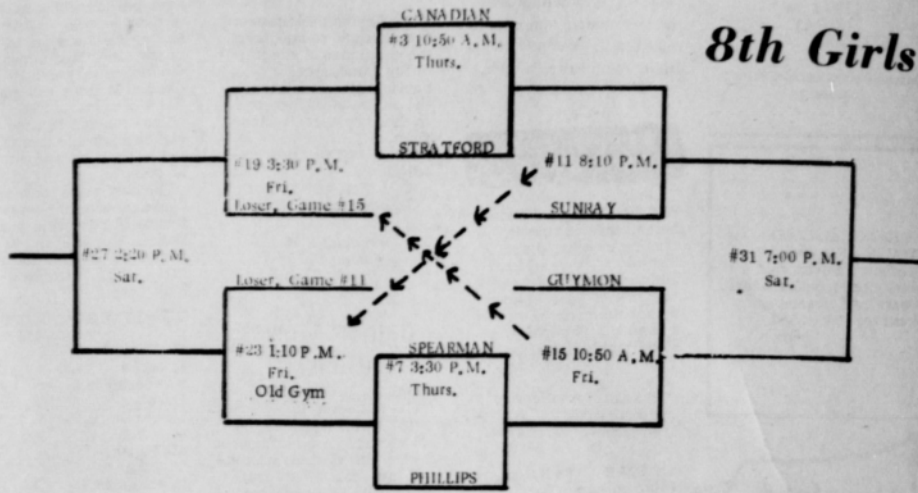 CANADIAN
8th Girls
#3 10:50 A.M.
Thurs.
STRATFORD
#19 3:30 P.M.
Fri.
Loser, Game #15
#11 8:10 P.M.
SUNRAY
#27 2:20 P.M.
Sat.
#31 7:00 P.M.
Sat.
Loser, Game #11
GUYMON
#23 1:10 P.M.
Fri.
Old Gym
SPEARMAN
#7 3:30 P.M.
Thurs.
#15 10:50 A.M.
Fri.
PHILLIPS